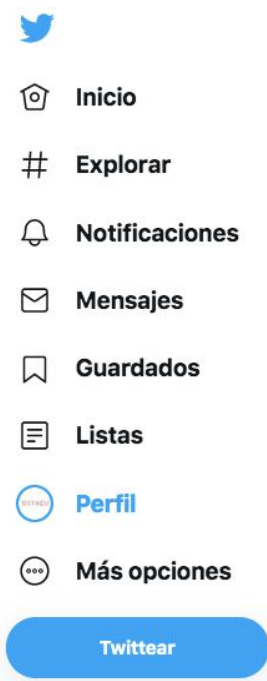 Inicio
Explorar
Notificaciones
Mensajes
Guardados
Listas
Perfil
Más opciones
Twittear